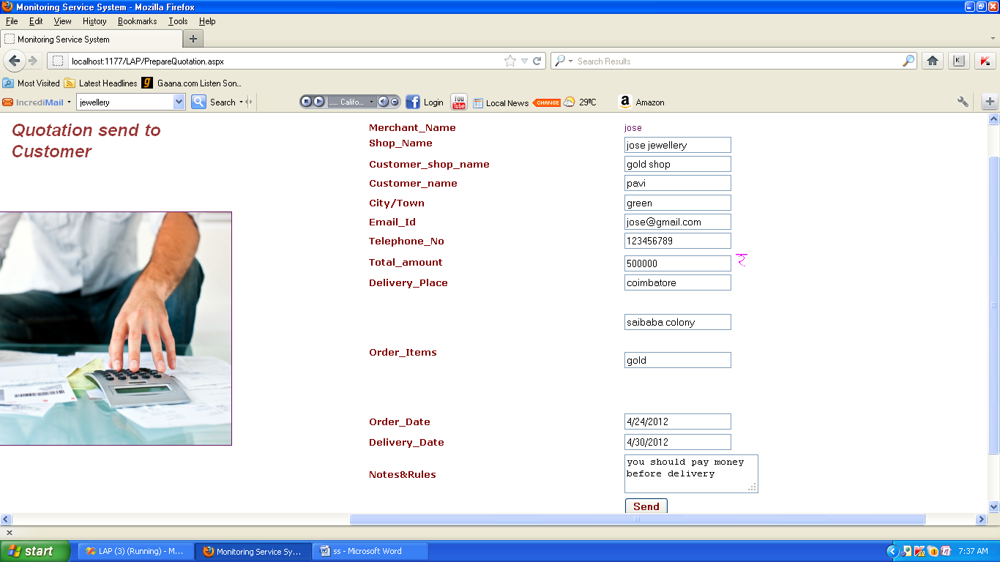 Monitoring Service System - Mozilla Firefox
File Edit View History Bookmarks Tools Help
Monitoring Service System
localhost:1177/LAP/PrepareQuotation.aspx
Search Results
Most Visited Latest Headlines Gaana.com Listen Son...
IncrediMail jewellery Search ..... Califo... Login You Tube Local News CHANGE 29ºC a Amazon
Quotation send to
Customer
Merchant_Name jose
Shop_Name jose jewellery
Customer_shop_name gold shop
Customer_name pavi
City/Town green
Email_Id jose@gmail.com
Telephone_No 123456789
Total_amount 500000
Delivery_Place coimbatore
saibaba colony
Order_Items gold
Order_Date 4/24/2012
Delivery_Date 4/30/2012
Notes&Rules you should pay money
before delivery
Send
start LAP (3) (Running) - M... Monitoring Service Sy... ss - Microsoft Word 7:37 AM